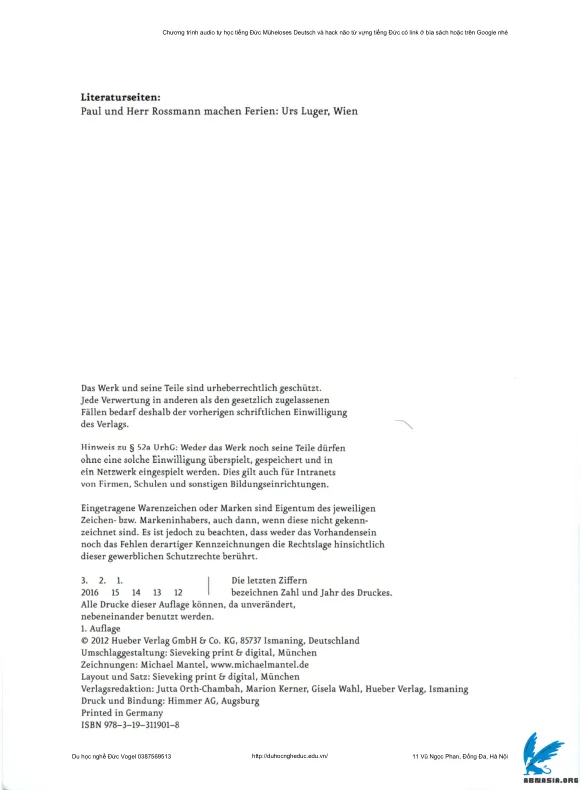 Chương trình audio tự học tiếng Đức Müheloses Deutsch và hack não từ vựng tiếng Đức có link ở bìa sách hoặc trên Google nhé
Literaturseiten:
Paul und Herr Rossmann machen Ferien: Urs Luger, Wien
Das Werk und seine Teile sind urheberrechtlich geschützt.
Jede Verwertung in anderen als den gesetzlich zugelassenen
Fällen bedarf deshalb der vorherigen schriftlichen Einwilligung
des Verlags.
Hinweis zu § 52a UrhG: Weder das Werk noch seine Teile dürfen
ohne eine solche Einwilligung überspielt, gespeichert und in
ein Netzwerk eingespielt werden. Dies gilt auch für Intranets
von Firmen, Schulen und sonstigen Bildungseinrichtungen.
Eingetragene Warenzeichen oder Marken sind Eigentum des jeweiligen
Zeichen- bzw. Markeninhabers, auch dann, wenn diese nicht gekenn-
zeichnet sind. Es ist jedoch zu beachten, dass weder das Vorhandensein
noch das Fehlen derartiger Kennzeichnungen die Rechtslage hinsichtlich
dieser gewerblichen Schutzrechte berührt.
3. 2. 1. Die letzten Ziffern
2016 15 14 13 12 bezeichnen Zahl und Jahr des Druckes.
Alle Drucke dieser Auflage können, da unverändert,
nebeneinander benutzt werden.
1. Auflage
© 2012 Hueber Verlag GmbH & Co. KG, 85737 Ismaning, Deutschland
Umschlaggestaltung: Sieveking print & digital, München
Zeichnungen: Michael Mantel, www.michaelmantel.de
Layout und Satz: Sieveking print & digital, München
Verlagsredaktion: Jutta Orth-Chambah, Marion Kerner, Gisela Wahl, Hueber Verlag, Ismaning
Druck und Bindung: Himmer AG, Augsburg
Printed in Germany
ISBN 978–3–19–311901–8
Du học nghề Đức Vogel 0387569513 http://duhocngheduc.edu.vn/ 11 Vũ Ngọc Phan, Đống Đa, Hà Nội
ABNASIA.ORG